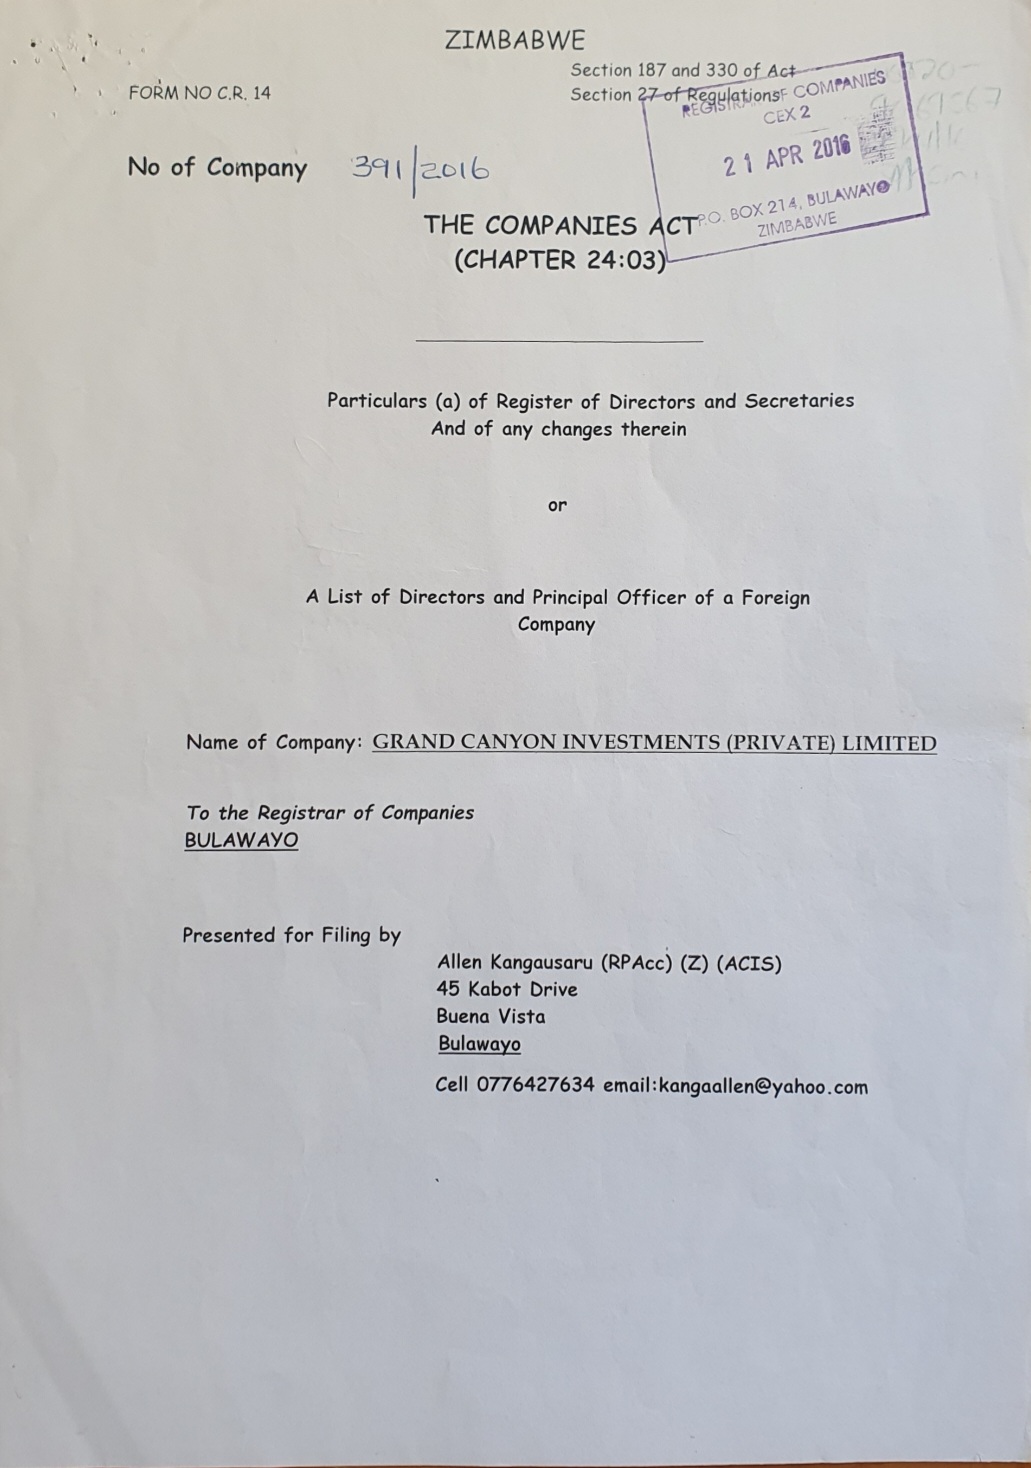 ZIMBABWE
Section 187 and 330 of Act
FORM NO C.R. 14
Section 27 of Regulations
OF COMPANIES
CEX 2
21 APR 2016
P.O. BOX 214, BULAWAYO
ZIMBABWE
No of Company 391/2016
THE COMPANIES ACT
(CHAPTER 24:03)
Particulars (a) of Register of Directors and Secretaries
And of any changes therein
or
A List of Directors and Principal Officer of a Foreign
Company
Name of Company: GRAND CANYON INVESTMENTS (PRIVATE) LIMITED
To the Registrar of Companies
BULAWAYO
Presented for Filing by
Allen Kangausaru (RPAcc) (Z) (ACIS)
45 Kabot Drive
Buena Vista
Bulawayo
Cell 0776427634 email:kangaallen@yahoo.com